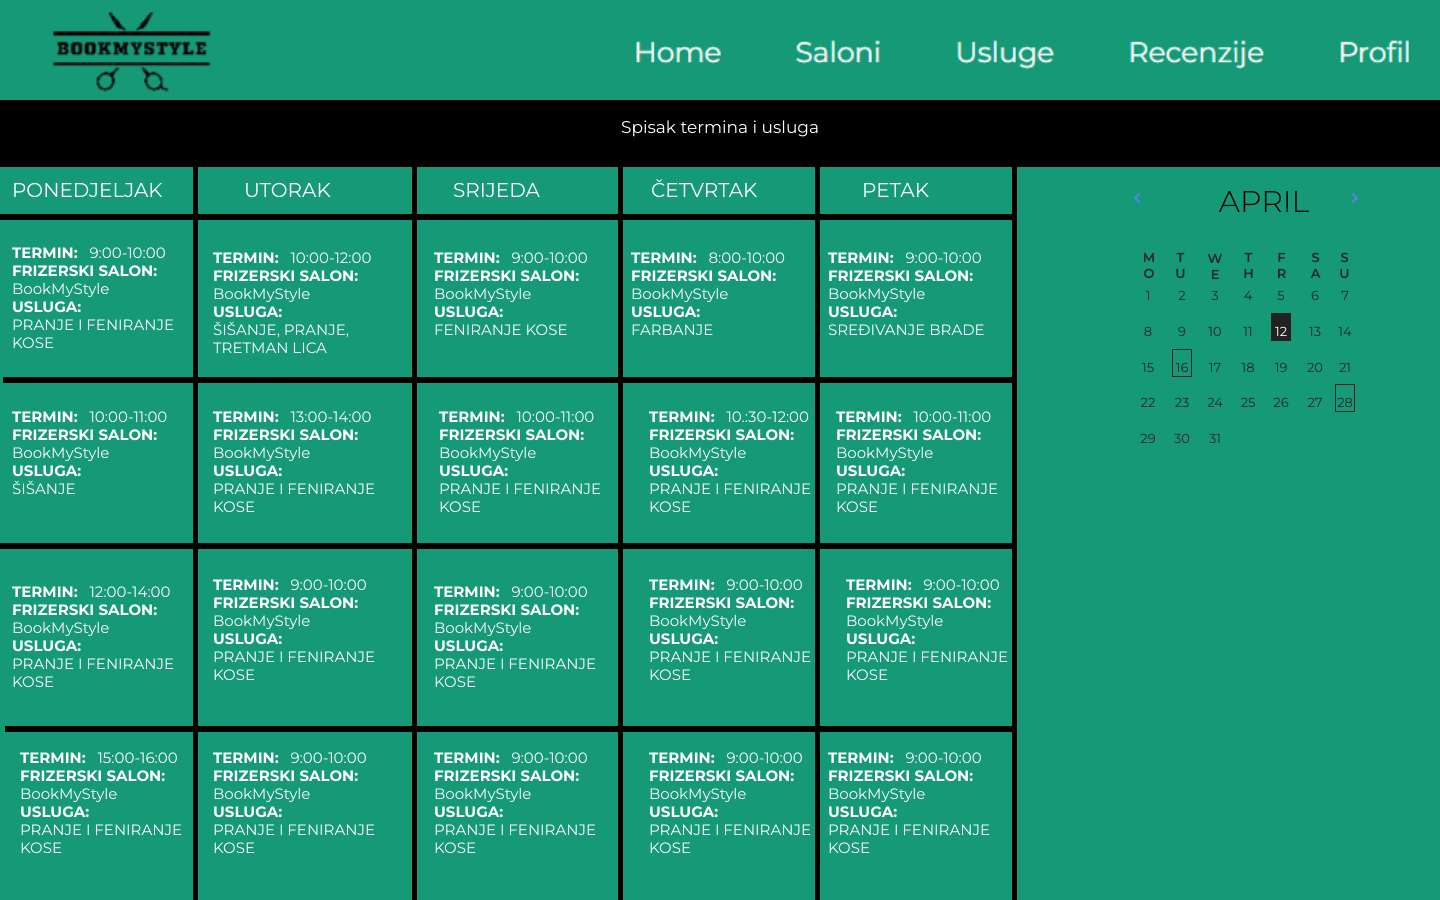 BOOKMYSTYLE
Home Saloni Usluge Recenzije Profil
Spisak termina i usluga
PONEDJELJAK UTORAK SRIJEDA ČETVRTAK PETAK
TERMIN: 9:00-10:00
FRIZERSKI SALON:
BookMyStyle
USLUGA:
PRANJE I FENIRANJE
KOSE
TERMIN: 10:00-12:00
FRIZERSKI SALON:
BookMyStyle
USLUGA:
ŠIŠANJE, PRANJE,
TRETMAN LICA
TERMIN: 9:00-10:00
FRIZERSKI SALON:
BookMyStyle
USLUGA:
FENIRANJE KOSE
TERMIN: 8:00-10:00
FRIZERSKI SALON:
BookMyStyle
USLUGA:
FARBANJE
TERMIN: 9:00-10:00
FRIZERSKI SALON:
BookMyStyle
USLUGA:
SREĐIVANJE BRADE
TERMIN: 10:00-11:00
FRIZERSKI SALON:
BookMyStyle
USLUGA:
ŠIŠANJE
TERMIN: 13:00-14:00
FRIZERSKI SALON:
BookMyStyle
USLUGA:
PRANJE I FENIRANJE
KOSE
TERMIN: 10:00-11:00
FRIZERSKI SALON:
BookMyStyle
USLUGA:
PRANJE I FENIRANJE
KOSE
TERMIN: 10.:30-12:00
FRIZERSKI SALON:
BookMyStyle
USLUGA:
PRANJE I FENIRANJE
KOSE
TERMIN: 10:00-11:00
FRIZERSKI SALON:
BookMyStyle
USLUGA:
PRANJE I FENIRANJE
KOSE
TERMIN: 12:00-14:00
FRIZERSKI SALON:
BookMyStyle
USLUGA:
PRANJE I FENIRANJE
KOSE
TERMIN: 9:00-10:00
FRIZERSKI SALON:
BookMyStyle
USLUGA:
PRANJE I FENIRANJE
KOSE
TERMIN: 9:00-10:00
FRIZERSKI SALON:
BookMyStyle
USLUGA:
PRANJE I FENIRANJE
KOSE
TERMIN: 9:00-10:00
FRIZERSKI SALON:
BookMyStyle
USLUGA:
PRANJE I FENIRANJE
KOSE
TERMIN: 9:00-10:00
FRIZERSKI SALON:
BookMyStyle
USLUGA:
PRANJE I FENIRANJE
KOSE
TERMIN: 15:00-16:00
FRIZERSKI SALON:
BookMyStyle
USLUGA:
PRANJE I FENIRANJE
KOSE
TERMIN: 9:00-10:00
FRIZERSKI SALON:
BookMyStyle
USLUGA:
PRANJE I FENIRANJE
KOSE
TERMIN: 9:00-10:00
FRIZERSKI SALON:
BookMyStyle
USLUGA:
PRANJE I FENIRANJE
KOSE
TERMIN: 9:00-10:00
FRIZERSKI SALON:
BookMyStyle
USLUGA:
PRANJE I FENIRANJE
KOSE
TERMIN: 9:00-10:00
FRIZERSKI SALON:
BookMyStyle
USLUGA:
PRANJE I FENIRANJE
KOSE
APRIL
M T W T F S S
O U E H R A U
1 2 3 4 5 6 7
8 9 10 11 12 13 14
15 16 17 18 19 20 21
22 23 24 25 26 27 28
29 30 31